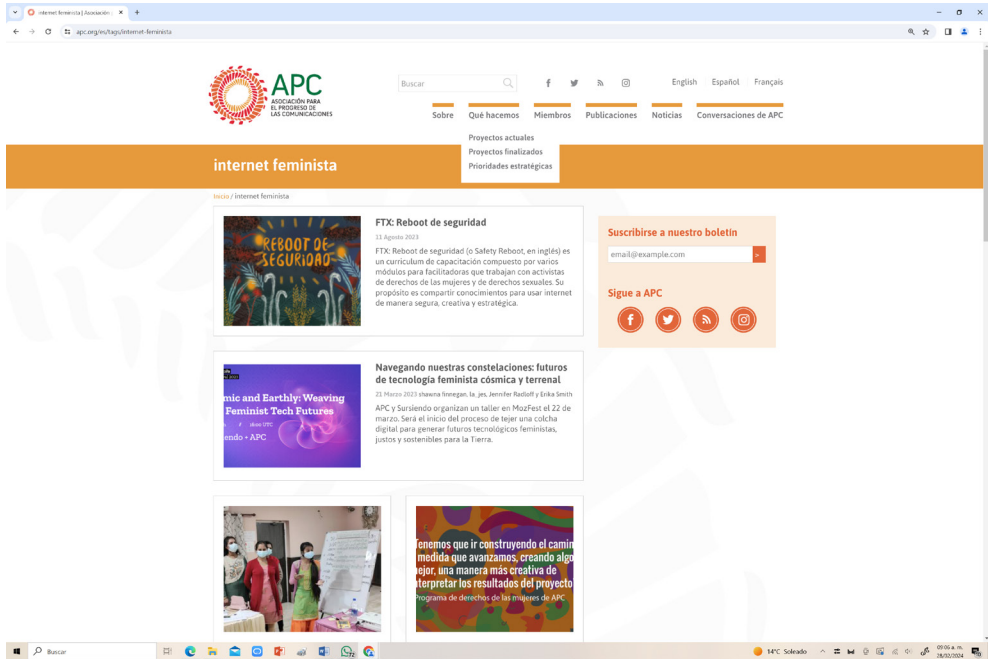 internet feminista | Asociación
apc.org/es/tags/internet-feminista
APC
ASOCIACIÓN PARA
EL PROGRESO DE
LAS COMUNICACIONES
Buscar
English Español Français
Sobre Qué hacemos Miembros Publicaciones Noticias Conversaciones de APC
Proyectos actuales
Proyectos finalizados
Prioridades estratégicas
internet feminista
Inicio / internet feminista
REBOOT DE
SEGURIDAD
FTX: Reboot de seguridad
11 Agosto 2023
FTX: Reboot de seguridad (o Safety Reboot, en inglés) es
un curriculum de capacitación compuesto por varios
módulos para facilitadoras que trabajan con activistas
de derechos de las mujeres y de derechos sexuales. Su
propósito es compartir conocimientos para usar internet
de manera segura, creativa y estratégica.
Suscribirse a nuestro boletín
email@example.com >
Sigue a APC
mic and Earthly: Weaving
Feminist Tech Futures
UTC
endo + APC
Navegando nuestras constelaciones: futuros
de tecnología feminista cósmica y terrenal
21 Marzo 2023 shawna finnegan, la_jes, Jennifer Radloff y Erika Smith
APC y Sursiendo organizan un taller en MozFest el 22 de
marzo. Será el inicio del proceso de tejer una colcha
digital para generar futuros tecnológicos feministas,
justos y sostenibles para la Tierra.
Tenemos que ir construyendo el camin
medida que avanzamos, creando algo
ejor, una manera más creativa de
terpretar los resultados del proyecto
Programa de derechos de las mujeres de APC
Buscar
14°C Soleado
09:06 a. m.
28/02/2024